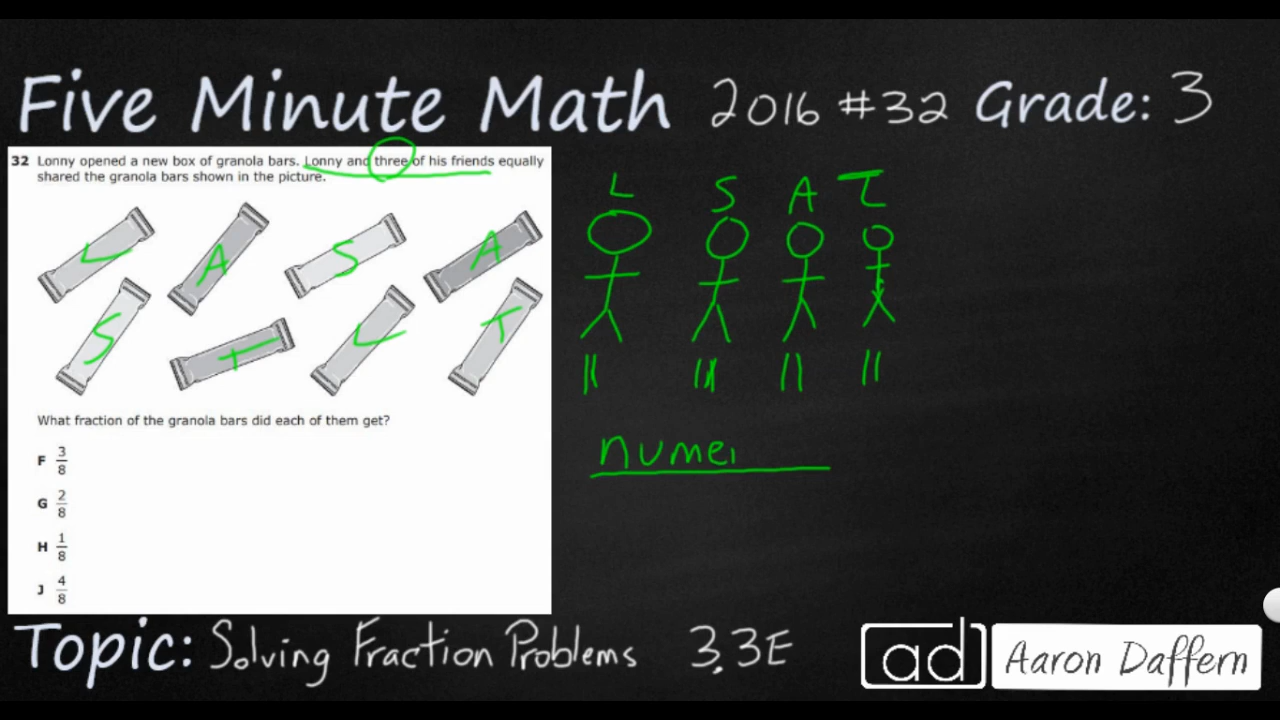 Five Minute Math 2016 #32 Grade: 3
32 Lonny opened a new box of granola bars. Lonny and three of his friends equally
shared the granola bars shown in the picture.
L S A T
L A S A
S T L T
What fraction of the granola bars did each of them get?
F 3/8
G 2/8
H 1/8
J 4/8
numer
Topic: Solving Fraction Problems 3.3E
ad Aaron Daffern